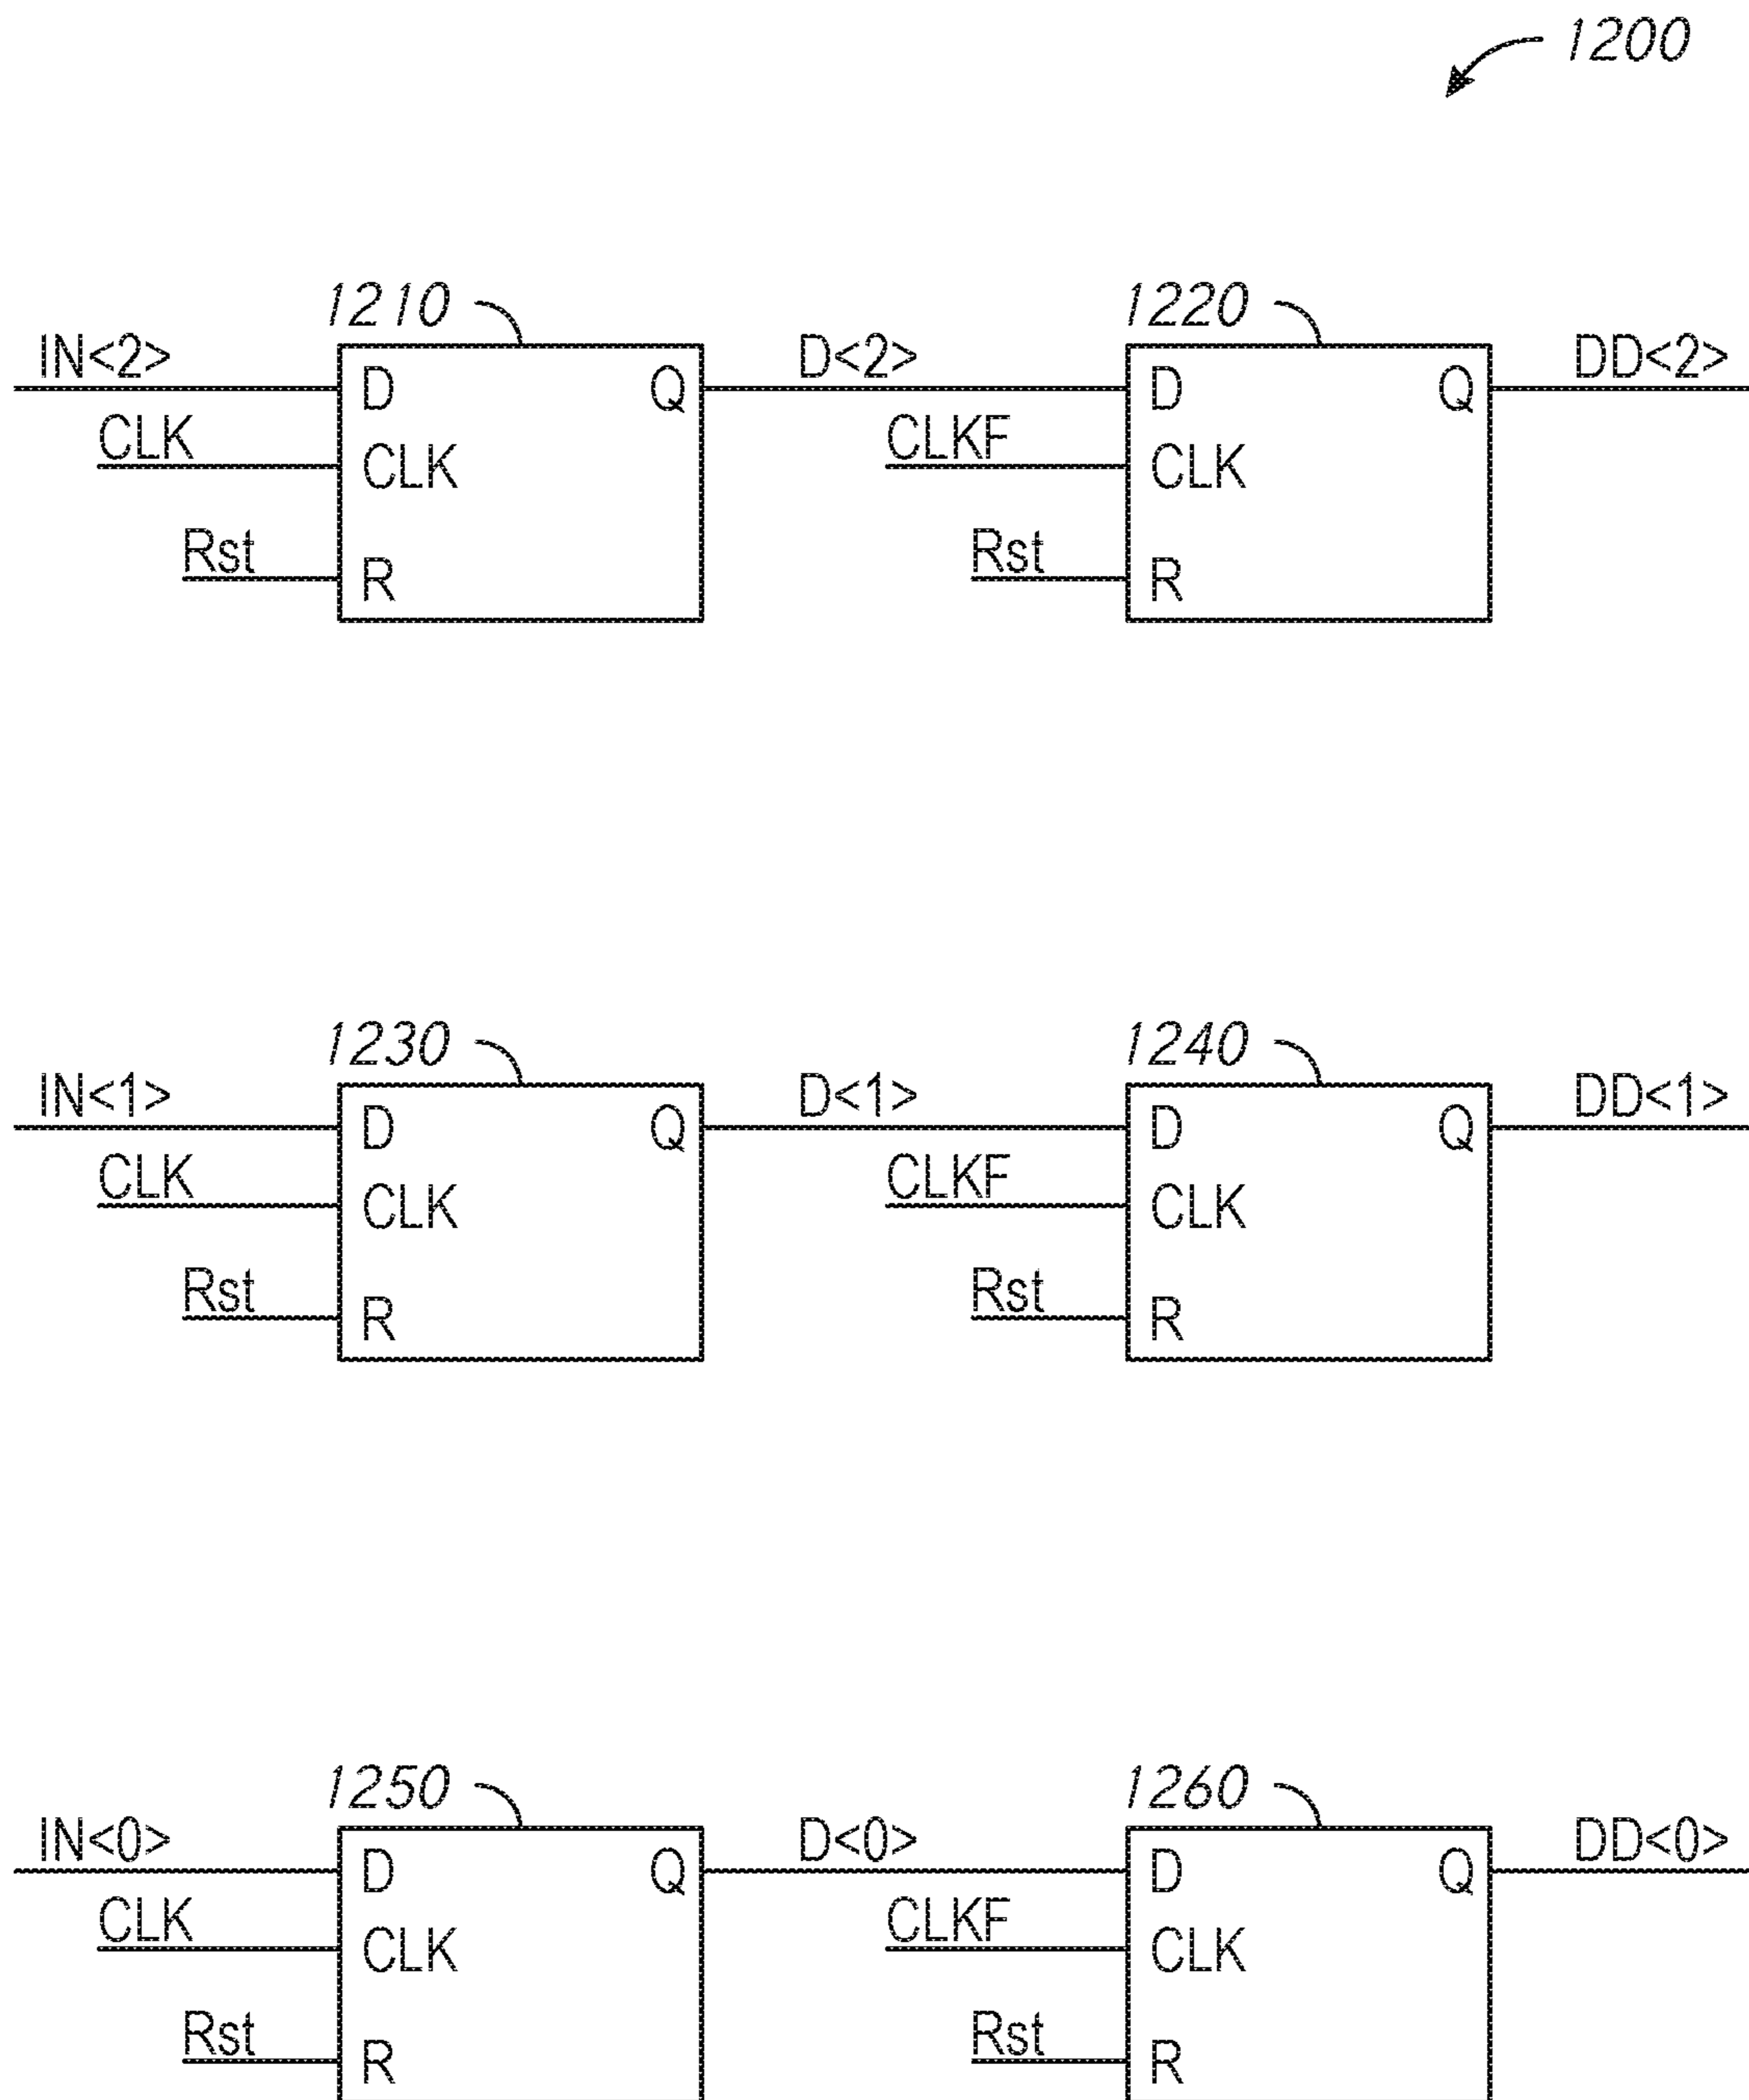 1200
1210 1220
IN<2> D<2> DD<2>
D Q D Q
CLK CLKF
CLK CLK
Rst Rst
R R
1230 1240
IN<1> D<1> DD<1>
D Q D Q
CLK CLKF
CLK CLK
Rst Rst
R R
1250 1260
IN<0> D<0> DD<0>
D Q D Q
CLK CLKF
CLK CLK
Rst Rst
R R